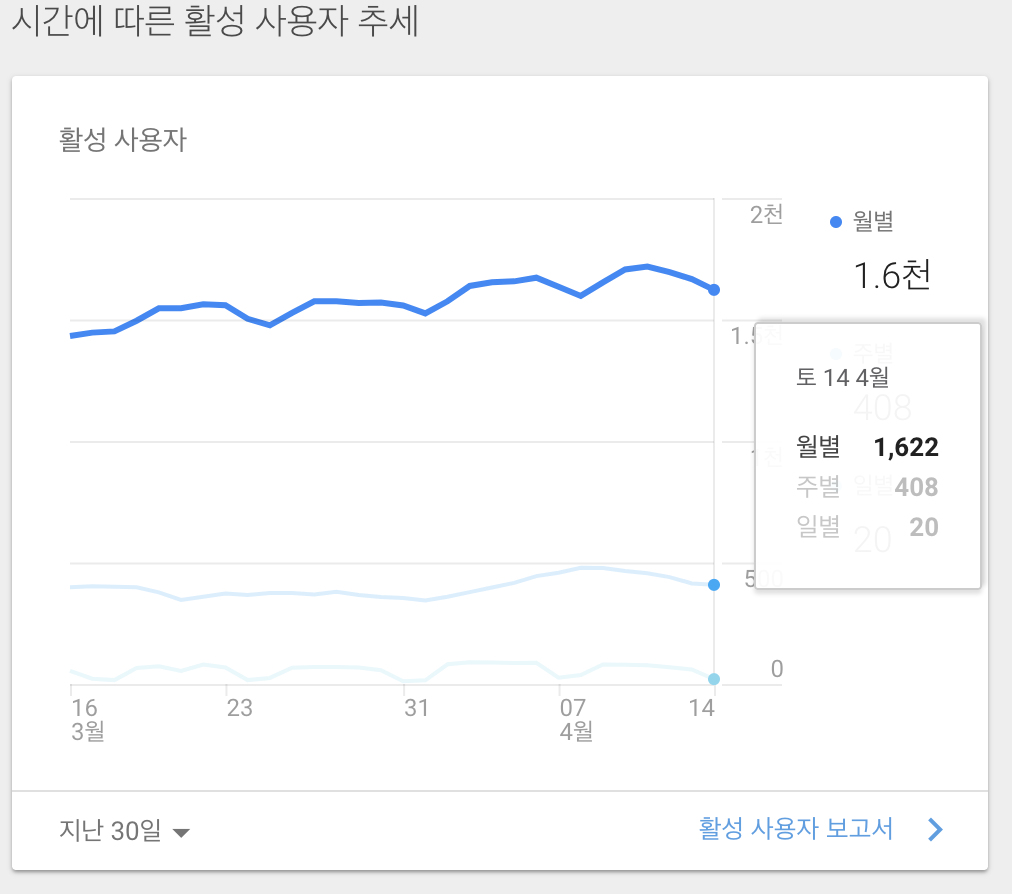 시간에 따른 활성 사용자 추세
활성 사용자
2천
1.5천
1천
500
0
월별
1.6천
주별
408
일별
20
토 14 4월
월별 1,622
주별 408
일별 20
16
3월
23
31
07
4월
14
지난 30일
활성 사용자 보고서